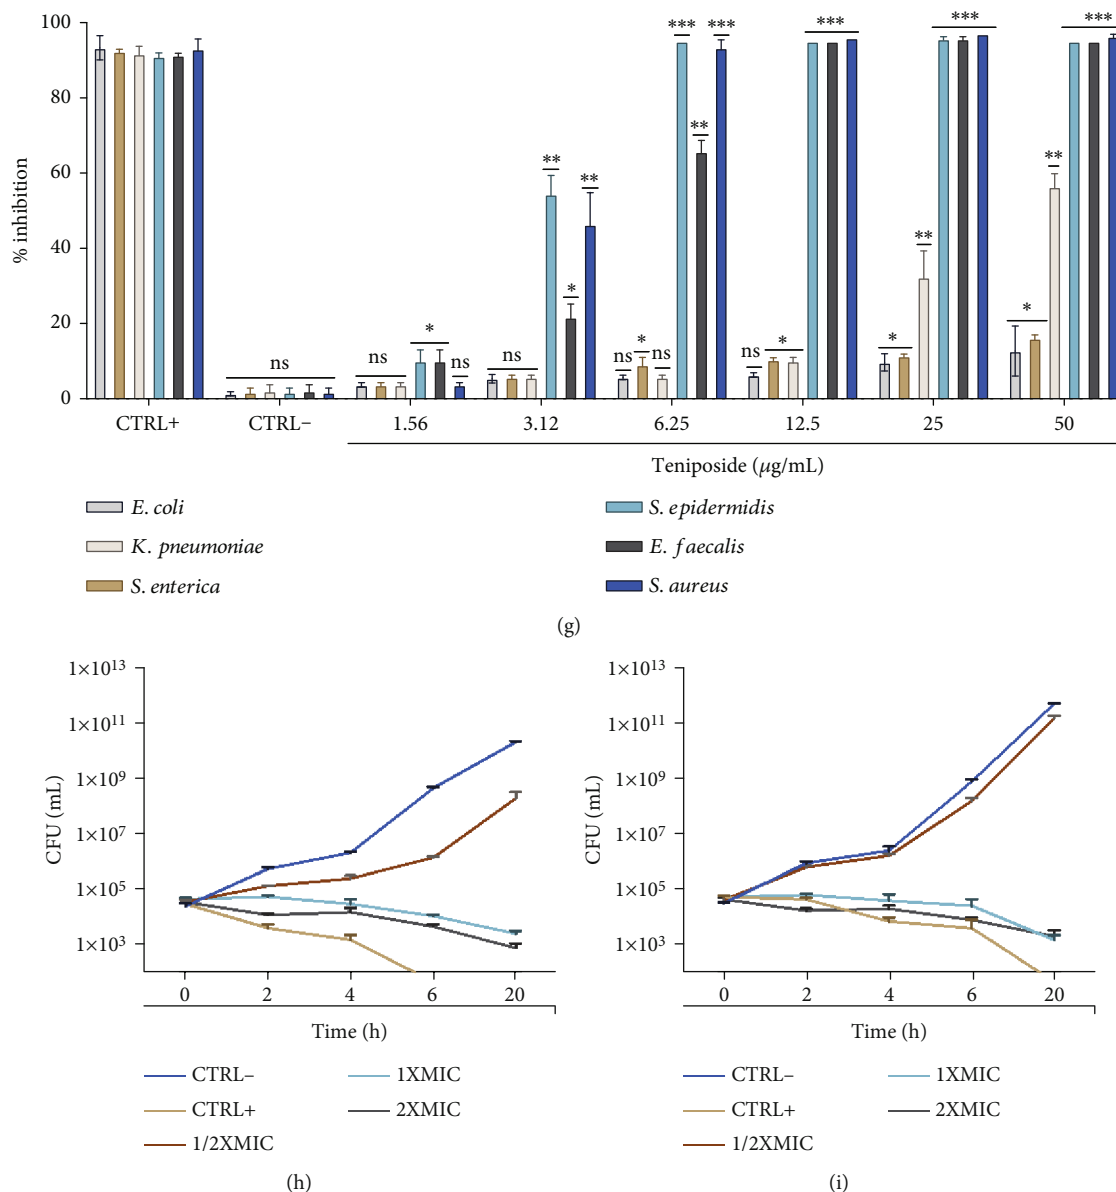 *** *** *** *** ***
100
** ** ** ** **
* * * * * *
ns ns ns ns ns ns ns
80
60
40
20
0
% inhibition
CTRL+ CTRL− 1.56 3.12 6.25 12.5 25 50
Teniposide (μg/mL)
E. coli S. epidermidis
K. pneumoniae E. faecalis
S. enterica S. aureus
(g)
1×10¹³
1×10¹¹
1×10⁹
1×10⁷
1×10⁵
1×10³
CFU (mL)
0 2 4 6 20
Time (h)
CTRL− 1XMIC
CTRL+ 2XMIC
1/2XMIC
(h)
1×10¹³
1×10¹¹
1×10⁹
1×10⁷
1×10⁵
1×10³
CFU (mL)
0 2 4 6 20
Time (h)
CTRL− 1XMIC
CTRL+ 2XMIC
1/2XMIC
(i)